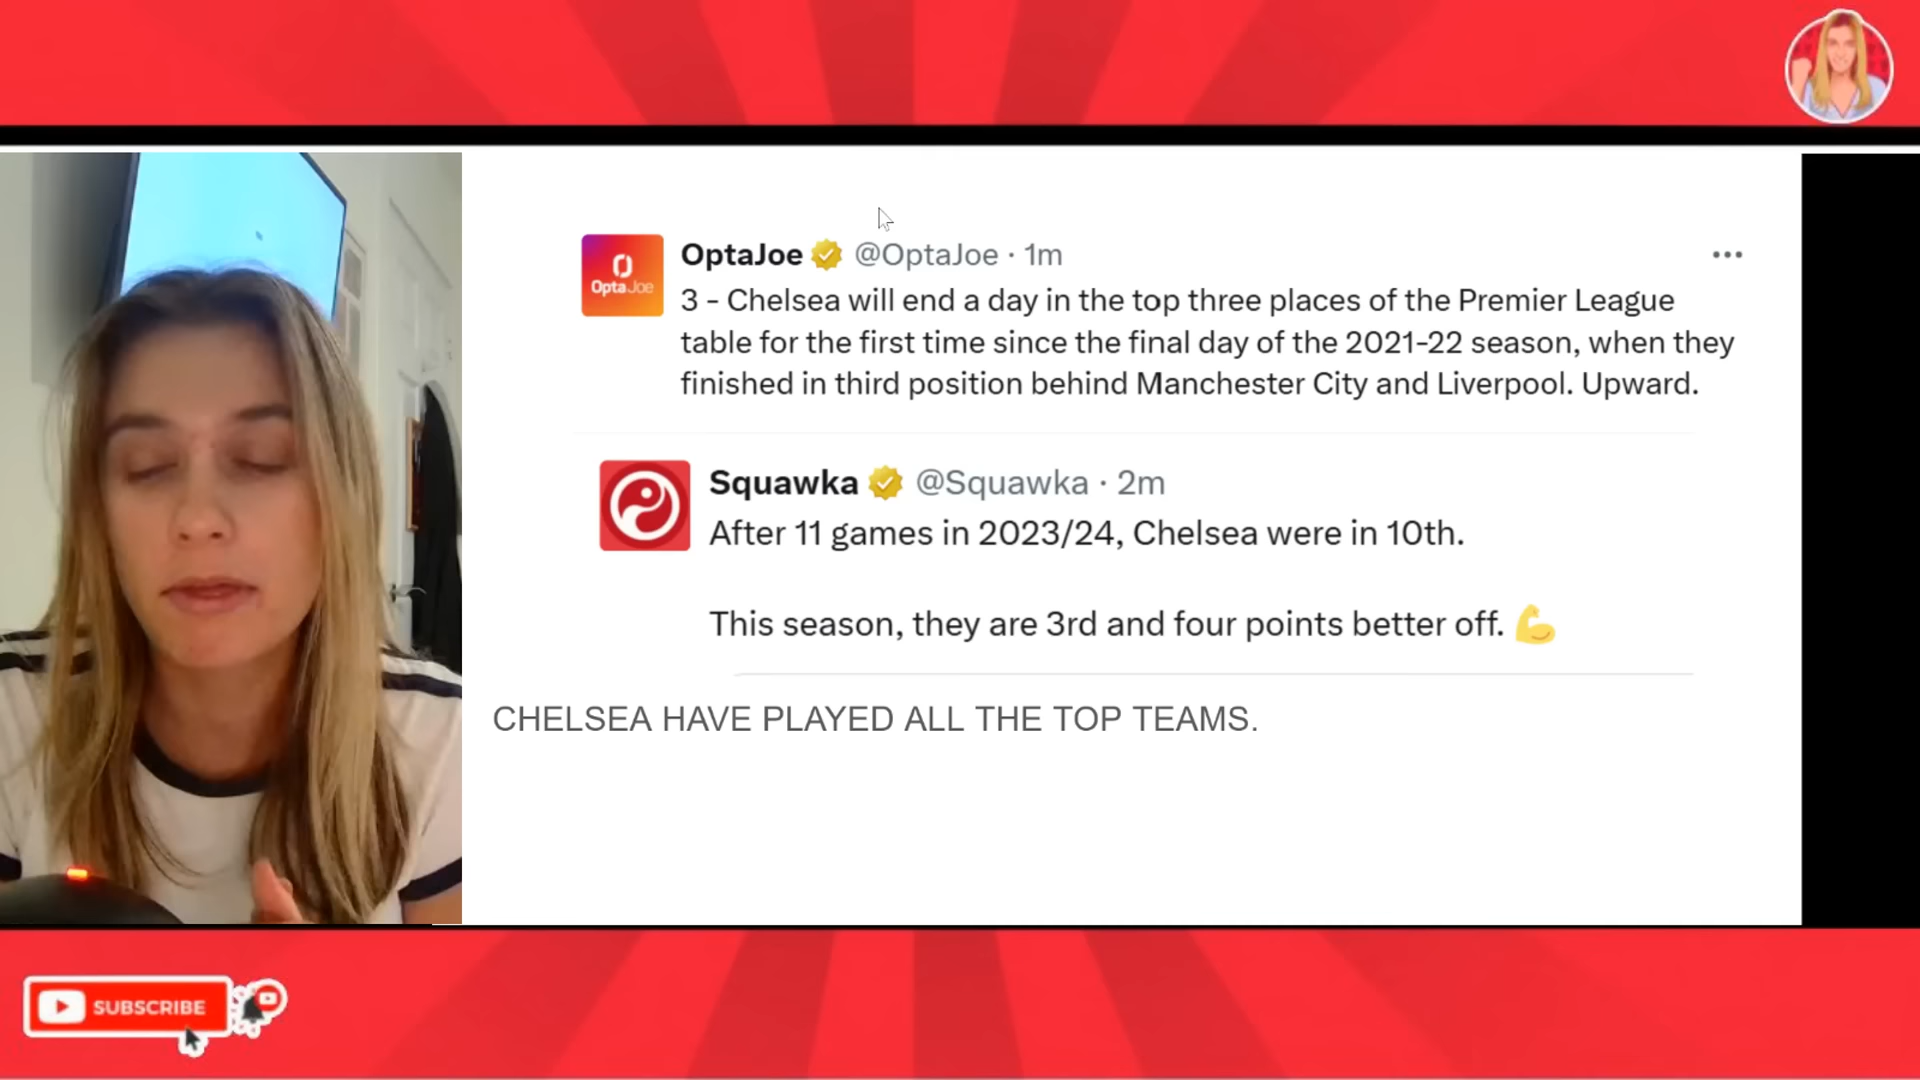 OptaJoe @OptaJoe · 1m
Opta Joe
3 - Chelsea will end a day in the top three places of the Premier League
table for the first time since the final day of the 2021-22 season, when they
finished in third position behind Manchester City and Liverpool. Upward.
Squawka @Squawka · 2m
After 11 games in 2023/24, Chelsea were in 10th.
This season, they are 3rd and four points better off. 💪
CHELSEA HAVE PLAYED ALL THE TOP TEAMS.
SUBSCRIBE